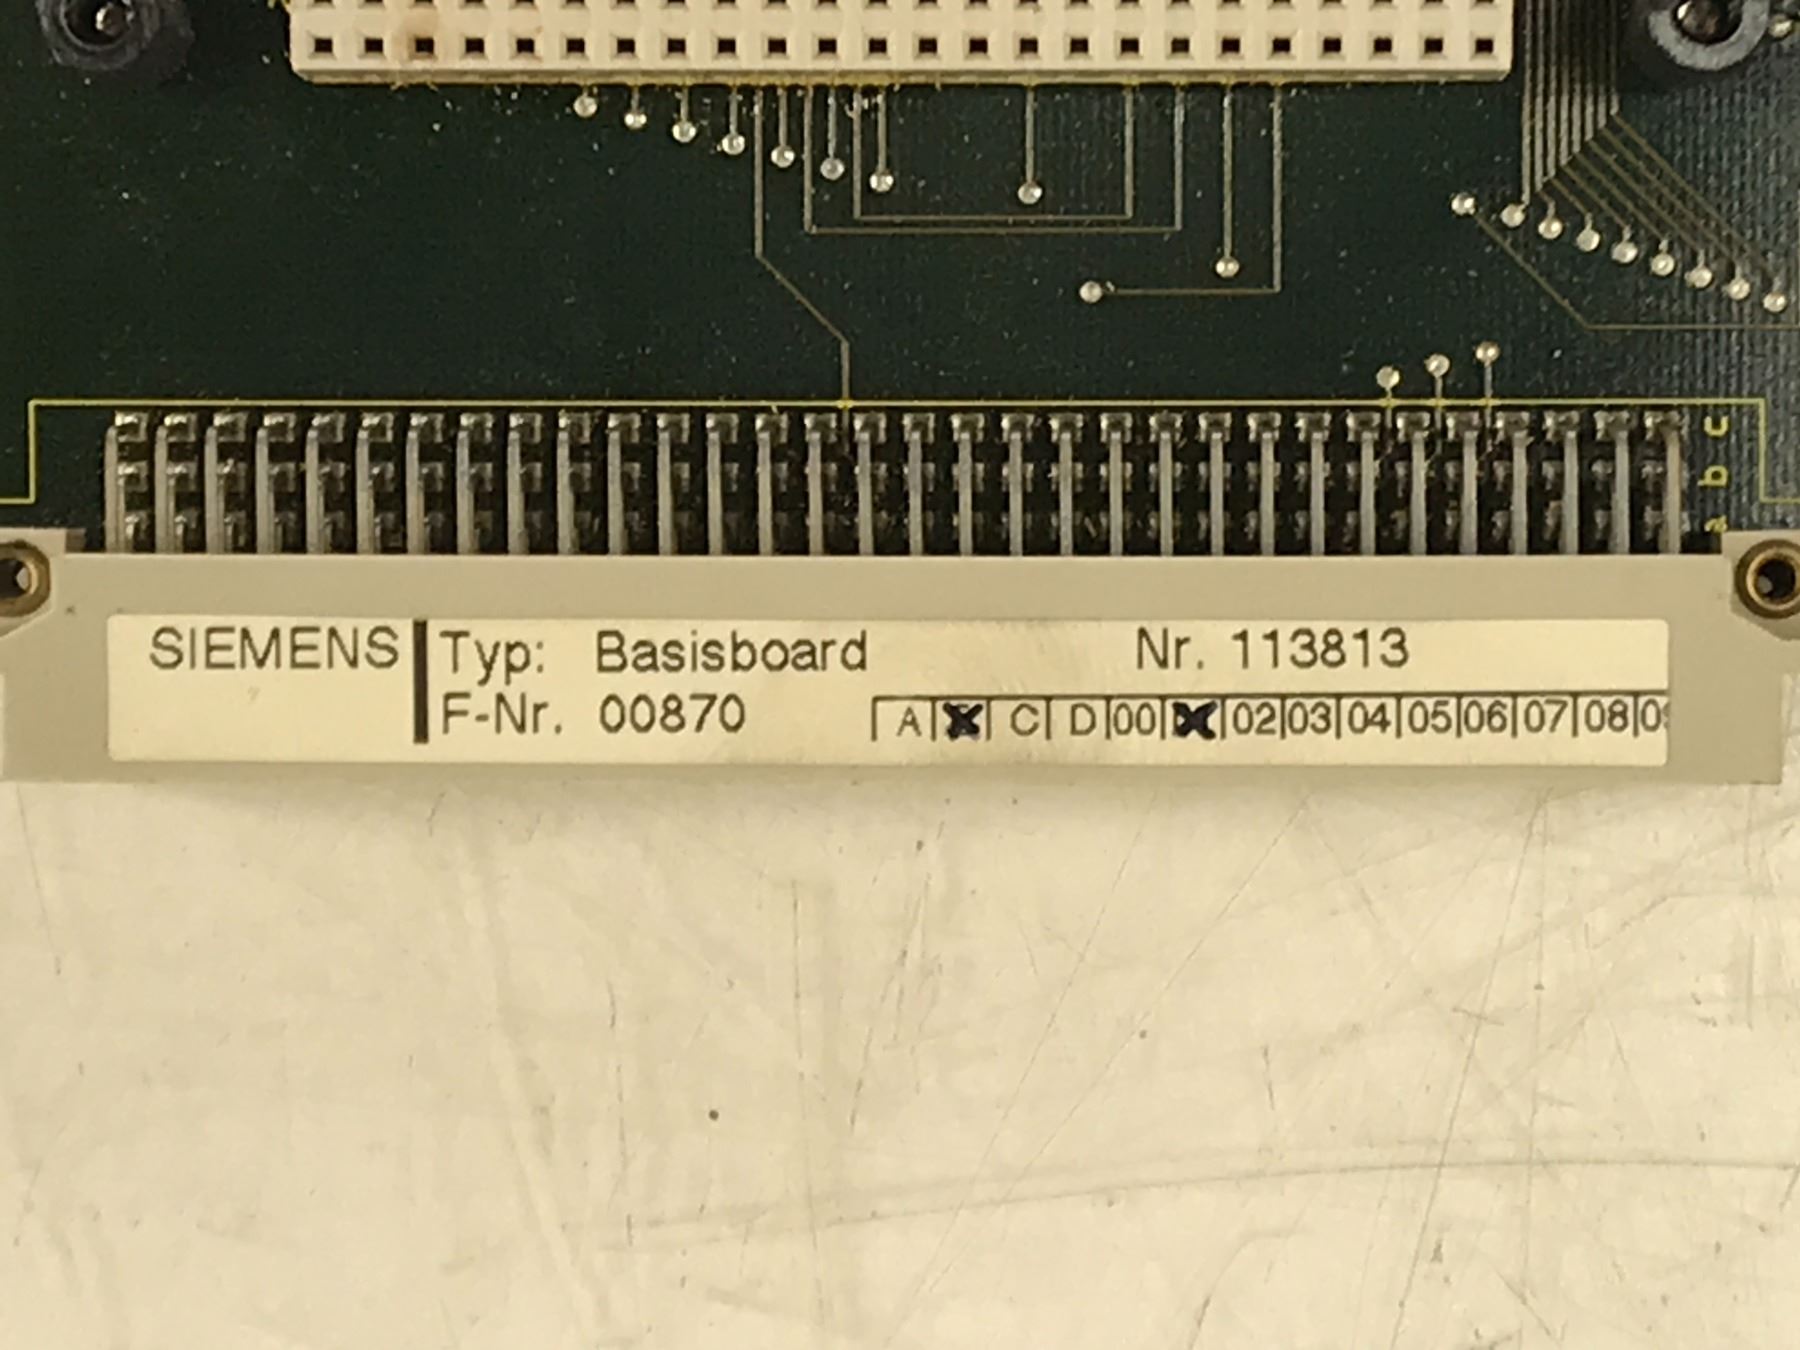 c
b
a
SIEMENS Typ: Basisboard Nr. 113813
F-Nr. 00870 A C D 00 02 03 04 05 06 07 08